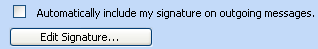 Automatically include my signature on outgoing messages.
Edit Signature...